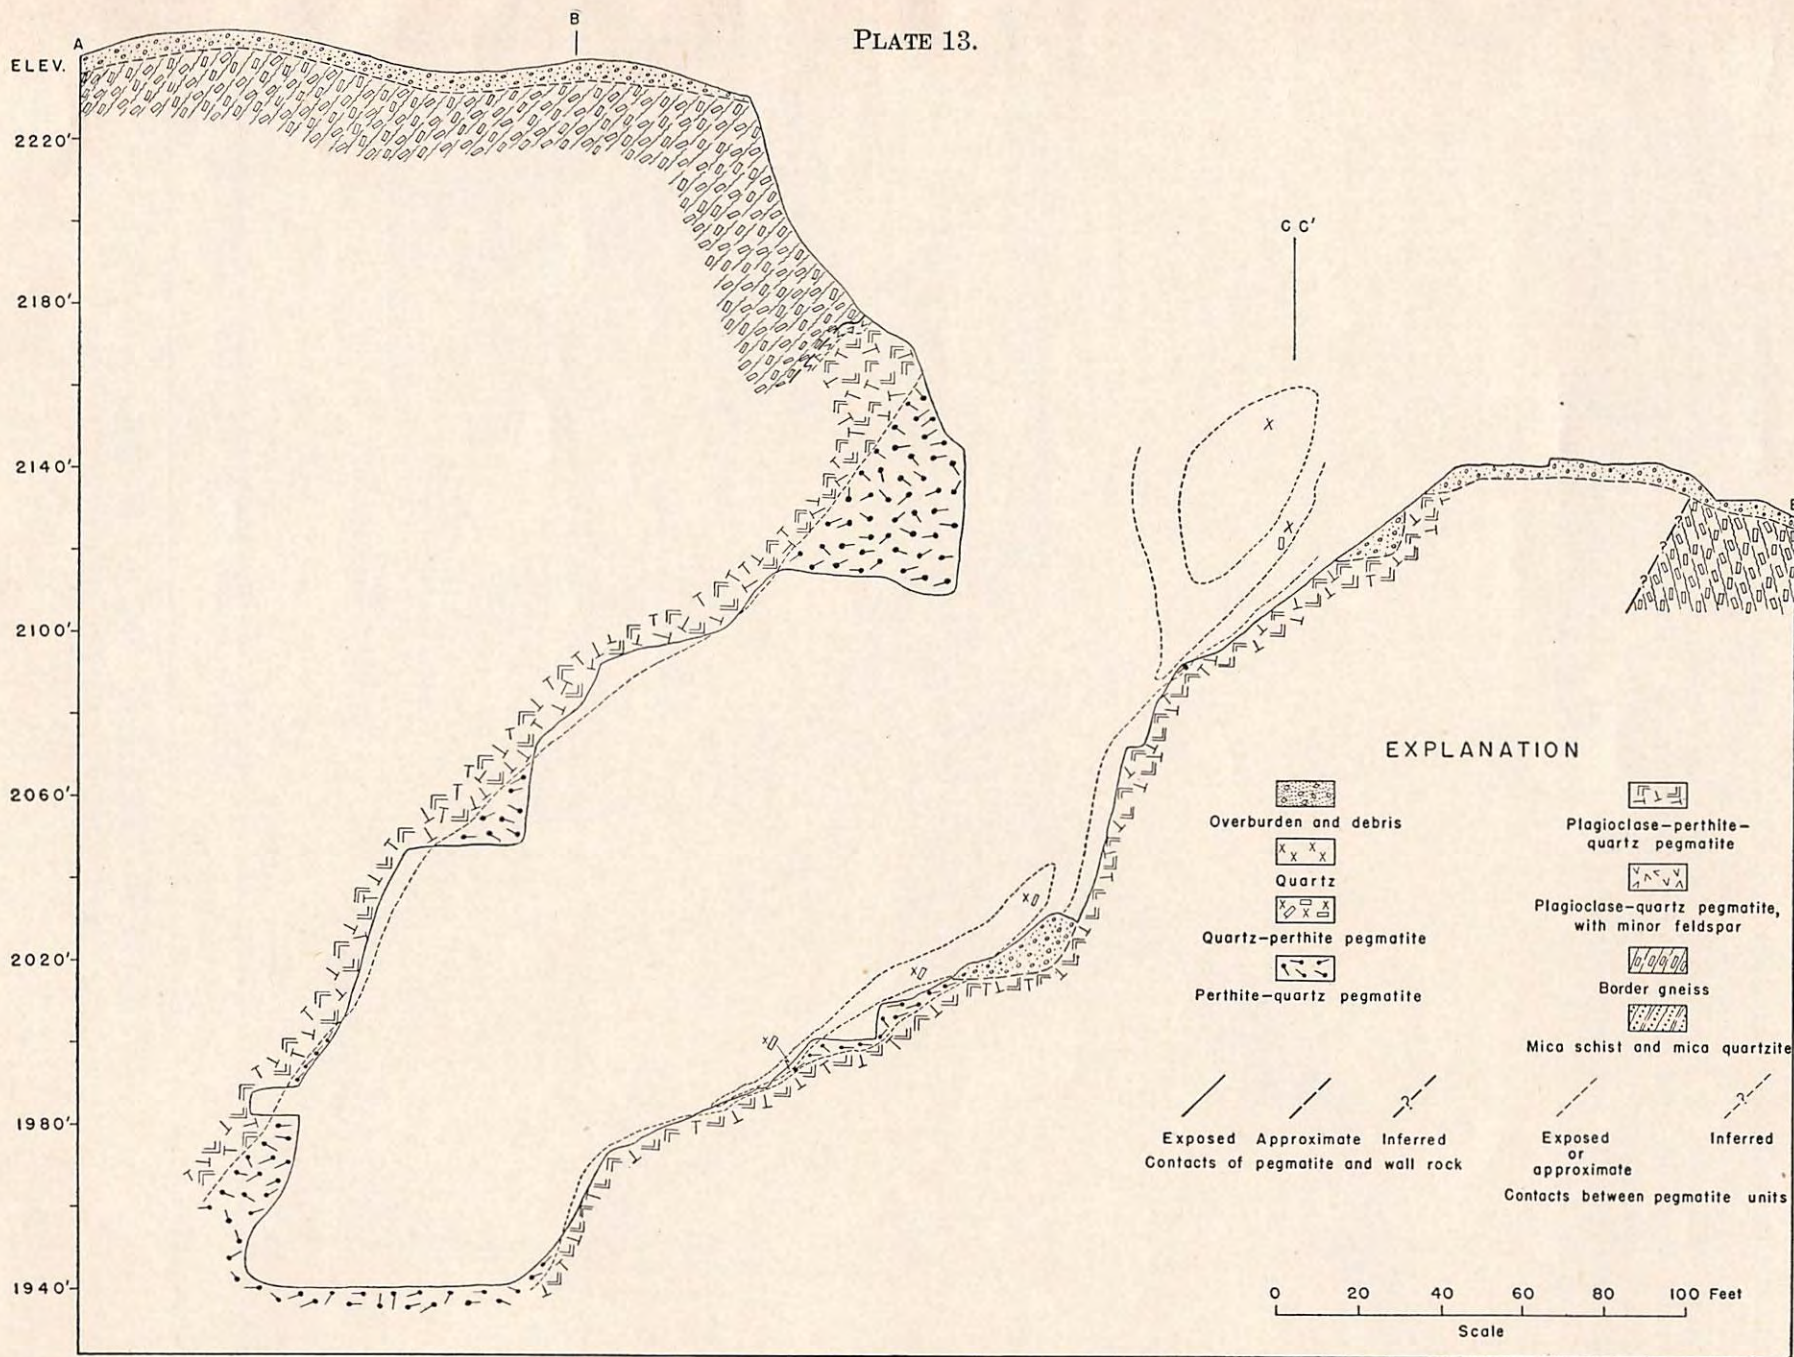 PLATE 13.
A
B
ELEV.
2220'
2180'
2140'
2100'
2060'
2020'
1980'
1940'
C C'
X
X
X
X
X
EXPLANATION
Overburden and debris
Quartz
Quartz-perthite pegmatite
Perthite-quartz pegmatite
Plagioclase-perthite-
quartz pegmatite
Plagioclase-quartz pegmatite,
with minor feldspar
Border gneiss
Mica schist and mica quartzite
?
Exposed Approximate Inferred
Contacts of pegmatite and wall rock
?
Exposed
or
approximate
Inferred
Contacts between pegmatite units
0 20 40 60 80 100 Feet
Scale